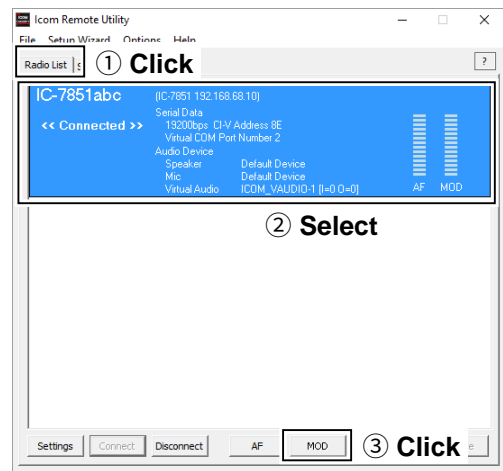 Icom Remote Utility
File Setup Wizard Options Help
Radio List ① Click ?
IC-7851abc (IC-7851 192.168.68.10)
<< Connected >>
Serial Data
19200bps CI-V Address 8E
Virtual COM Port Number 2
Audio Device
Speaker Default Device
Mic Default Device
Virtual Audio ICOM_VAUDIO-1 [I=0 O=0]
AF MOD
② Select
Settings Connect Disconnect AF MOD ③ Click